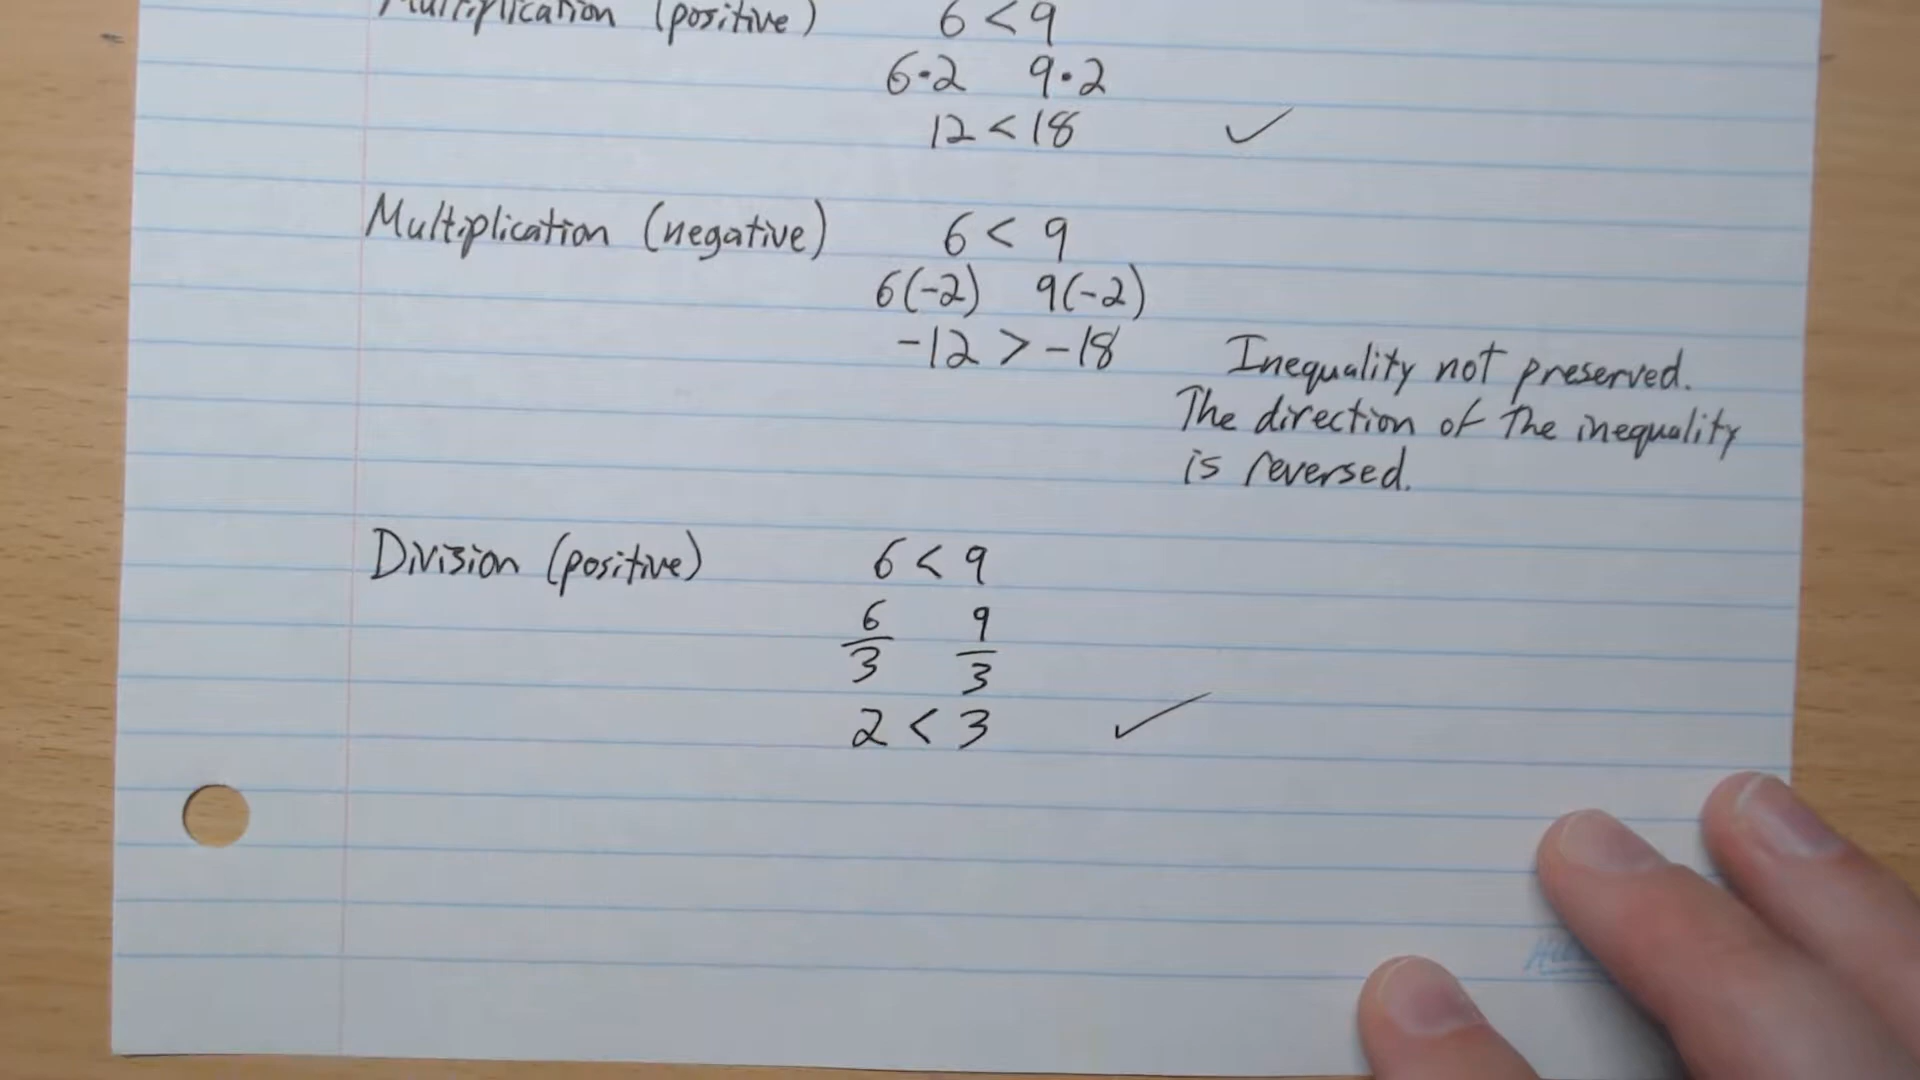 Multiplication (positive) 6 < 9
6•2 9•2
12 < 18 ✓
Multiplication (negative) 6 < 9
6(-2) 9(-2)
-12 > -18
Inequality not preserved.
The direction of the inequality
is reversed.
Division (positive) 6 < 9
6/3 9/3
2 < 3 ✓